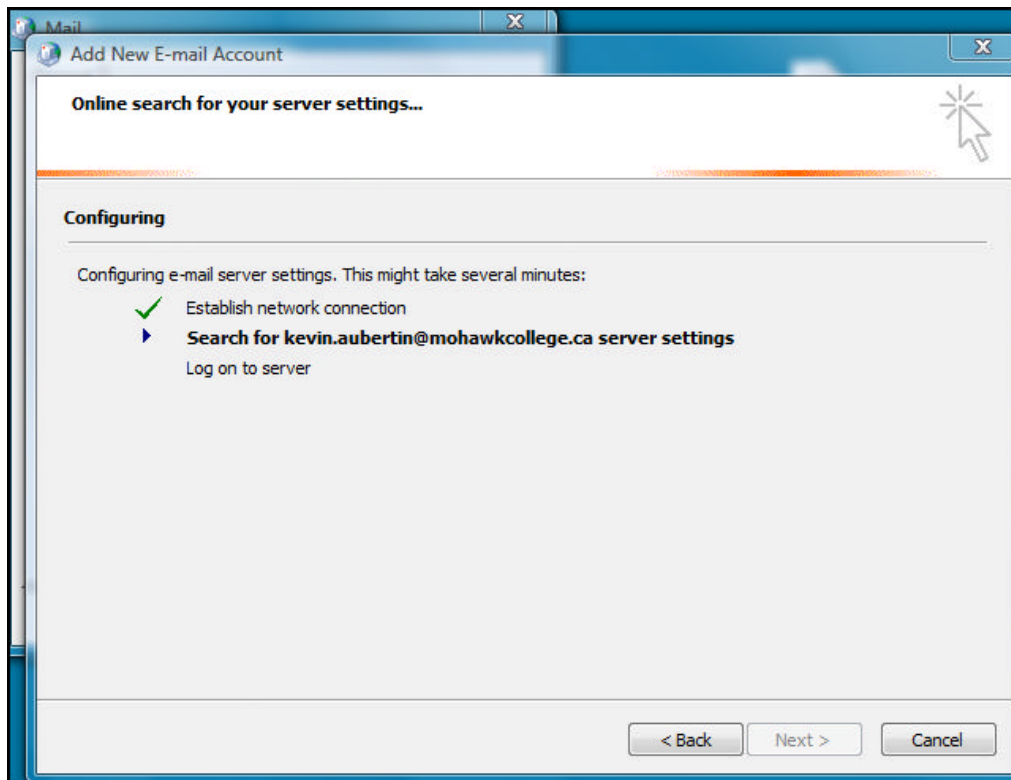 Mail
Add New E-mail Account
Online search for your server settings...
Configuring
Configuring e-mail server settings. This might take several minutes:
Establish network connection
Search for kevin.aubertin@mohawkcollege.ca server settings
Log on to server
< Back Next > Cancel